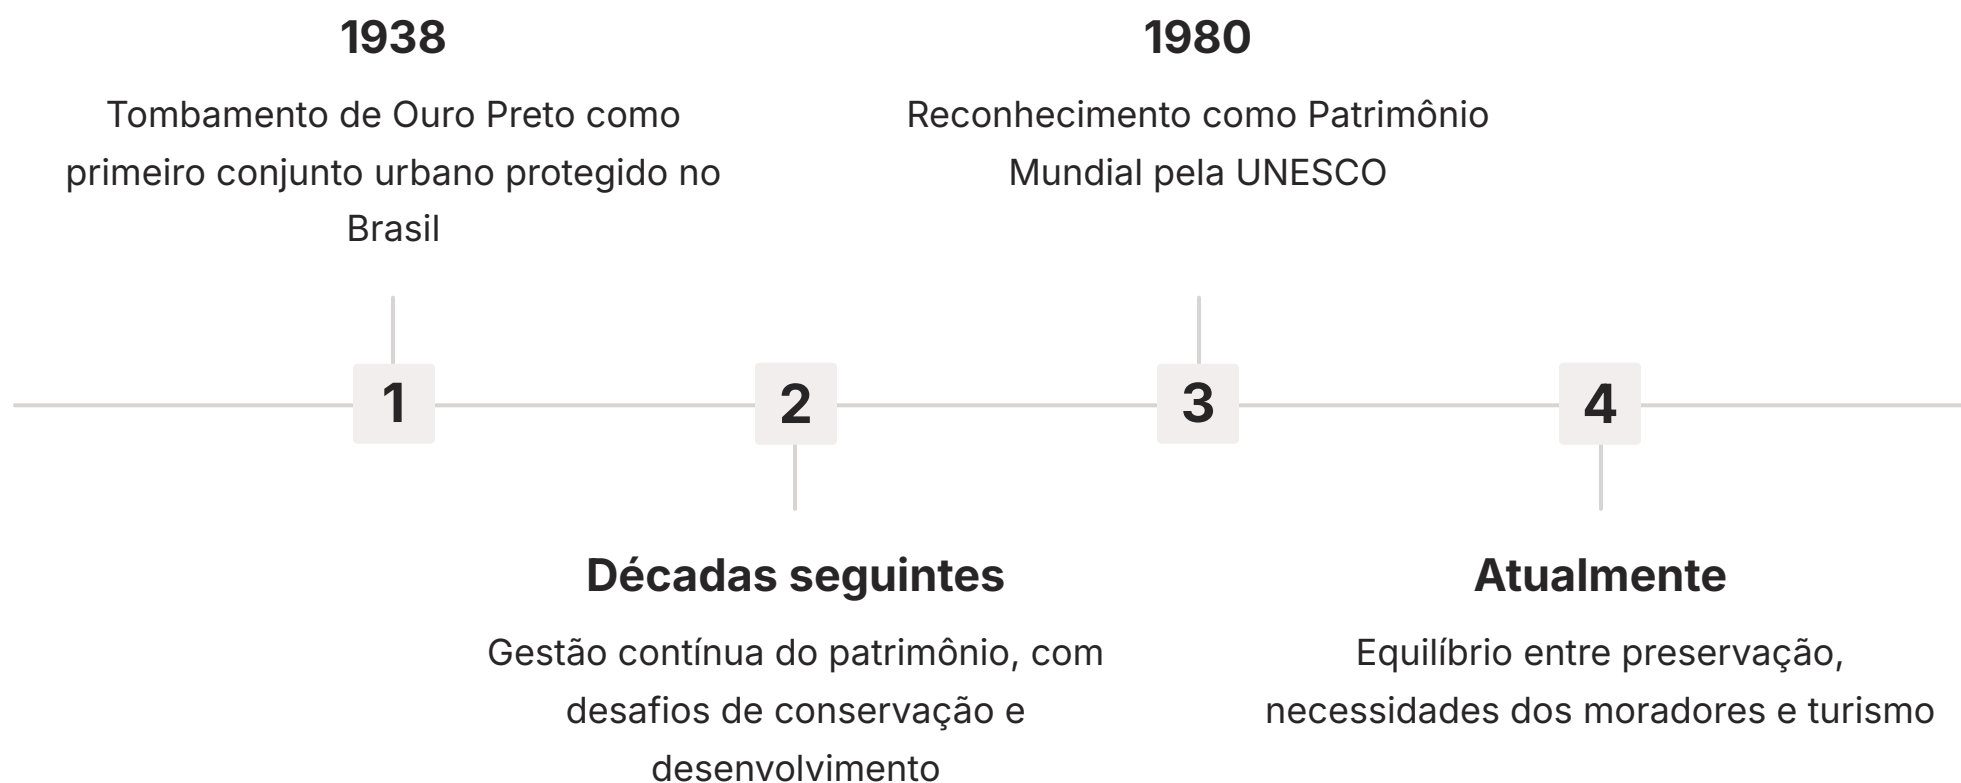 1938
Tombamento de Ouro Preto como
primeiro conjunto urbano protegido no
Brasil
1980
Reconhecimento como Patrimônio
Mundial pela UNESCO
1
2
3
4
Décadas seguintes
Gestão contínua do patrimônio, com
desafios de conservação e
desenvolvimento
Atualmente
Equilíbrio entre preservação,
necessidades dos moradores e turismo